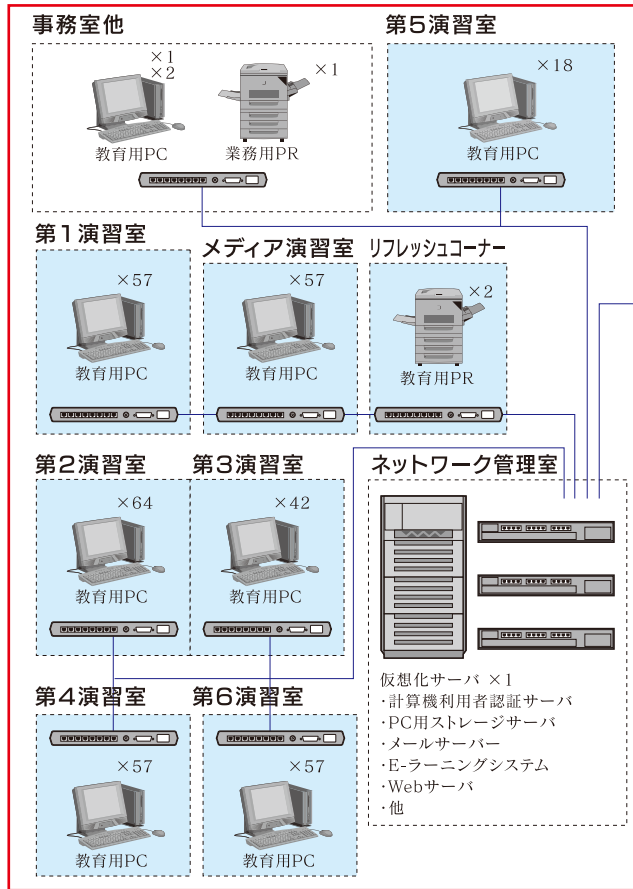 事務室他
×1
×2
教育用PC
×1
業務用PR
第5演習室
×18
教育用PC
第1演習室
×57
教育用PC
メディア演習室
×57
教育用PC
リフレッシュコーナー
×2
教育用PR
第2演習室
×64
教育用PC
第3演習室
×42
教育用PC
第4演習室
×57
教育用PC
第6演習室
×57
教育用PC
ネットワーク管理室
仮想化サーバ ×1
・計算機利用者認証サーバ
・PC用ストレージサーバ
・メールサーバー
・E-ラーニングシステム
・Webサーバ
・他